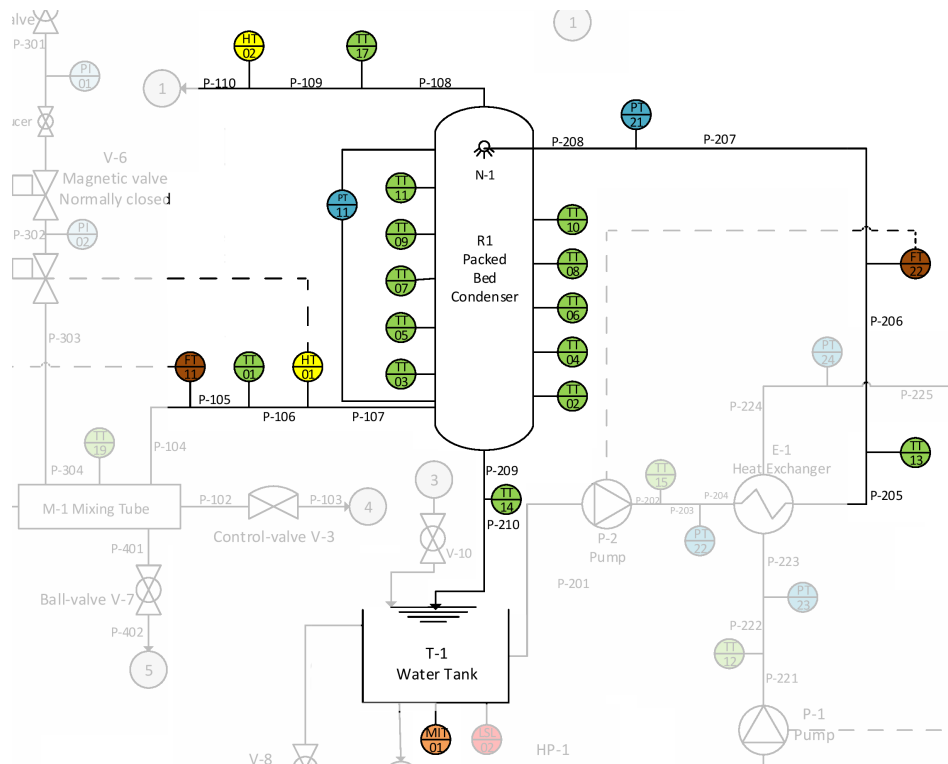 alve
P-301
HT
02
TT
17
1
1
P-110
P-109
P-108
PI
01
PT
21
P-208
P-207
ucer
V-6
Magnetic valve
Normally closed
N-1
TT
11
PT
11
TT
10
P-302
PI
02
TT
09
R1
Packed
Bed
Condenser
TT
08
FT
22
TT
07
TT
06
P-206
TT
05
P-303
TT
04
PT
24
FT
11
TT
01
HT
01
TT
03
TT
02
P-105
P-106
P-107
P-224
P-225
TT
19
P-104
E-1
Heat Exchanger
TT
13
P-304
P-209
3
TT
15
TT
14
M-1 Mixing Tube
P-102
P-103
4
P-202
P-203
P-204
P-205
P-210
Control-valve V-3
P-2
Pump
PT
22
P-401
V-10
P-223
P-201
Ball-valve V-7
PT
23
P-402
P-222
T-1
Water Tank
TT
12
5
P-221
P-1
Pump
MIT
01
LSL
02
HP-1
V-8